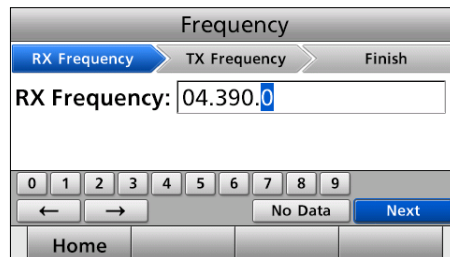 Frequency
RX Frequency TX Frequency Finish
RX Frequency: 04.390.0
0 1 2 3 4 5 6 7 8 9
← → No Data Next
Home